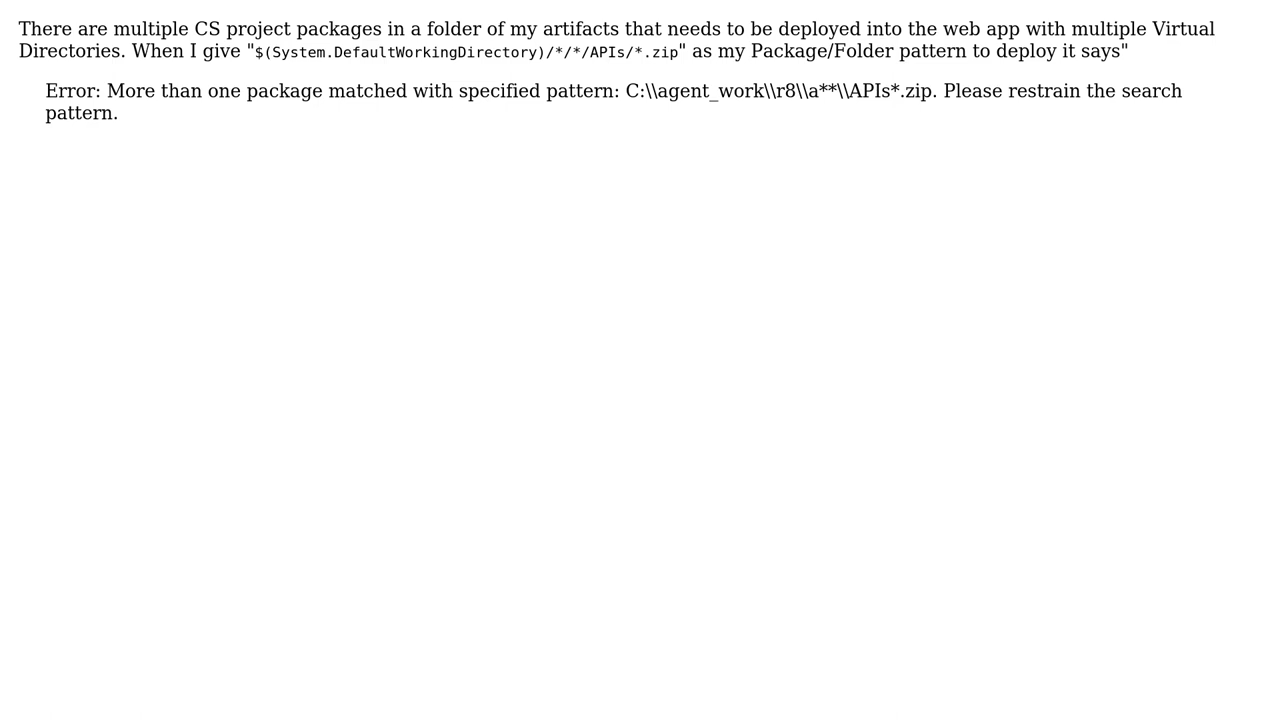 There are multiple CS project packages in a folder of my artifacts that needs to be deployed into the web app with multiple Virtual
Directories. When I give "$(System.DefaultWorkingDirectory)/*/*/APIs/*.zip" as my Package/Folder pattern to deploy it says"
Error: More than one package matched with specified pattern: C:\\agent_work\\r8\\a**\\APIs*.zip. Please restrain the search
pattern.